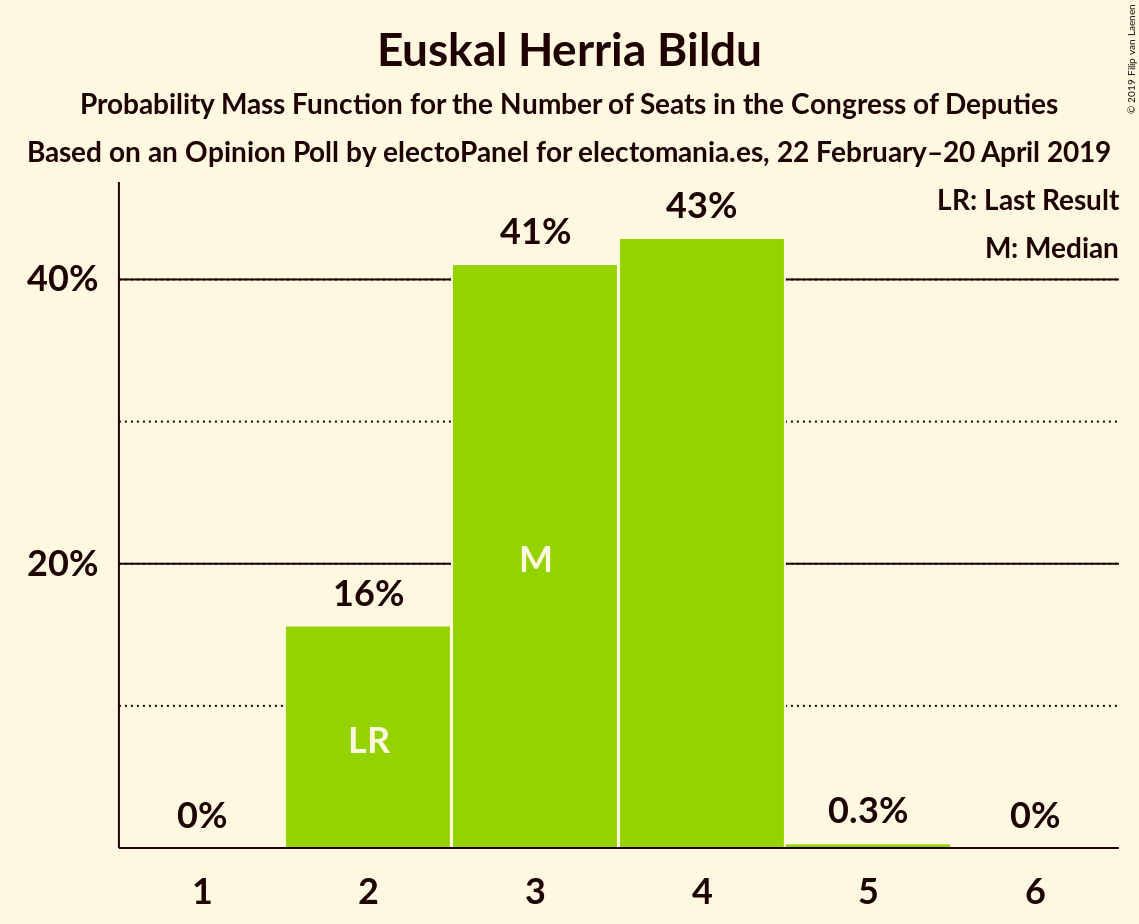 Euskal Herria Bildu
Probability Mass Function for the Number of Seats in the Congress of Deputies
Based on an Opinion Poll by electoPanel for electomania.es, 22 February–20 April 2019
© 2019 Filip van Laenen
LR: Last Result
M: Median
43%
41%
40%
M
20%
16%
LR
0%
0.3%
0%
1 2 3 4 5 6